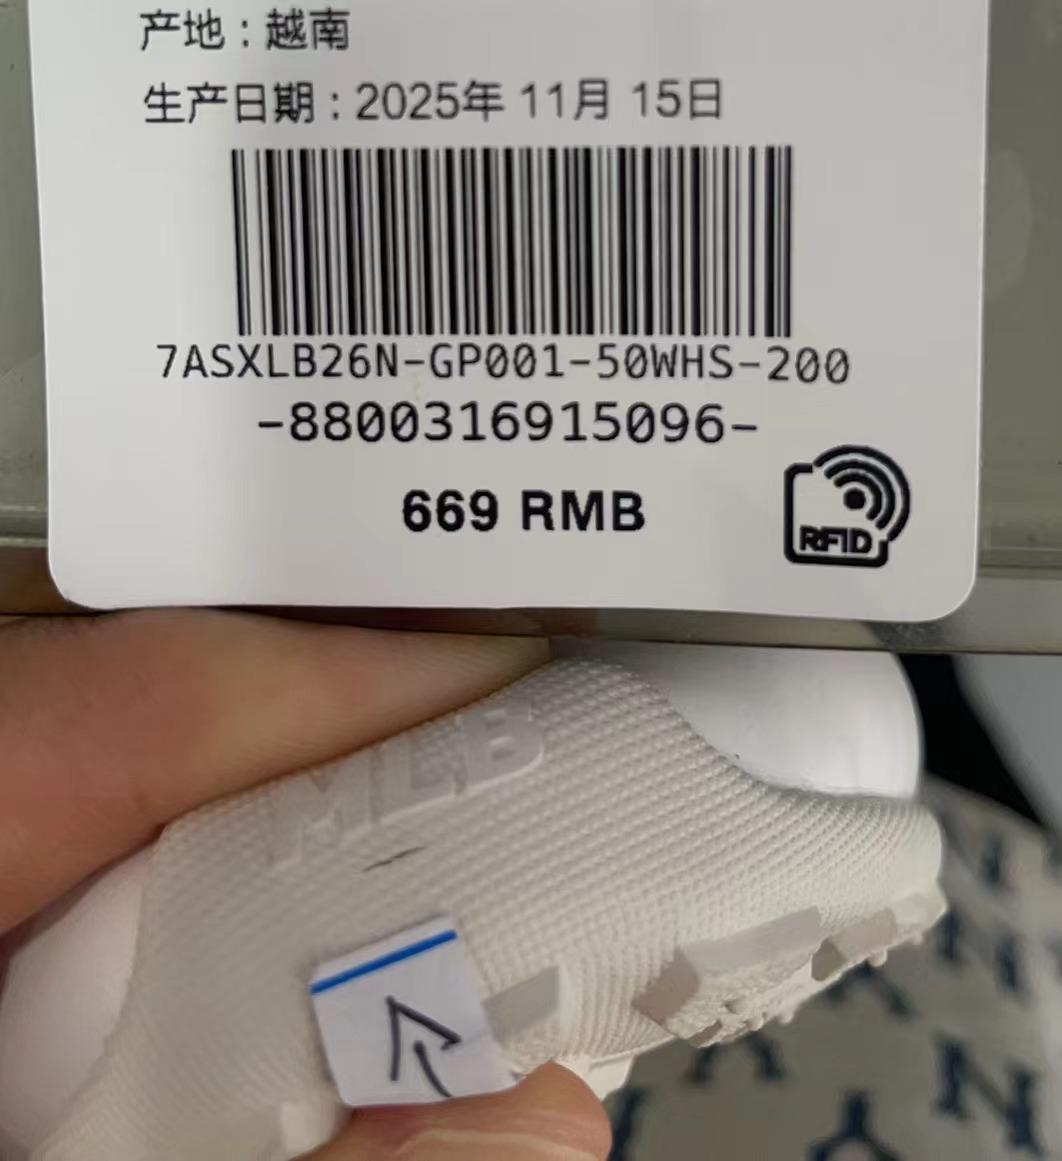 产地：越南
生产日期：2025年 11月 15日
7ASXLB26N-GP001-50WHS-200
-8800316915096-
669 RMB
RFID
MLB